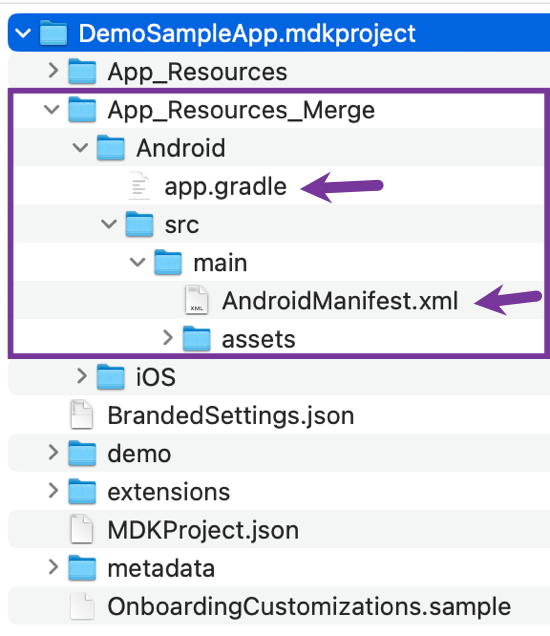 DemoSampleApp.mdkproject
App_Resources
App_Resources_Merge
Android
app.gradle
src
main
AndroidManifest.xml
XML
assets
iOS
BrandedSettings.json
demo
extensions
MDKProject.json
metadata
OnboardingCustomizations.sample